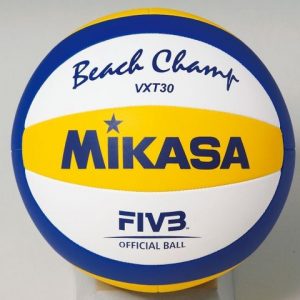 Beach Champ
VXT30
MIKASA
FIVB
OFFICIAL BALL